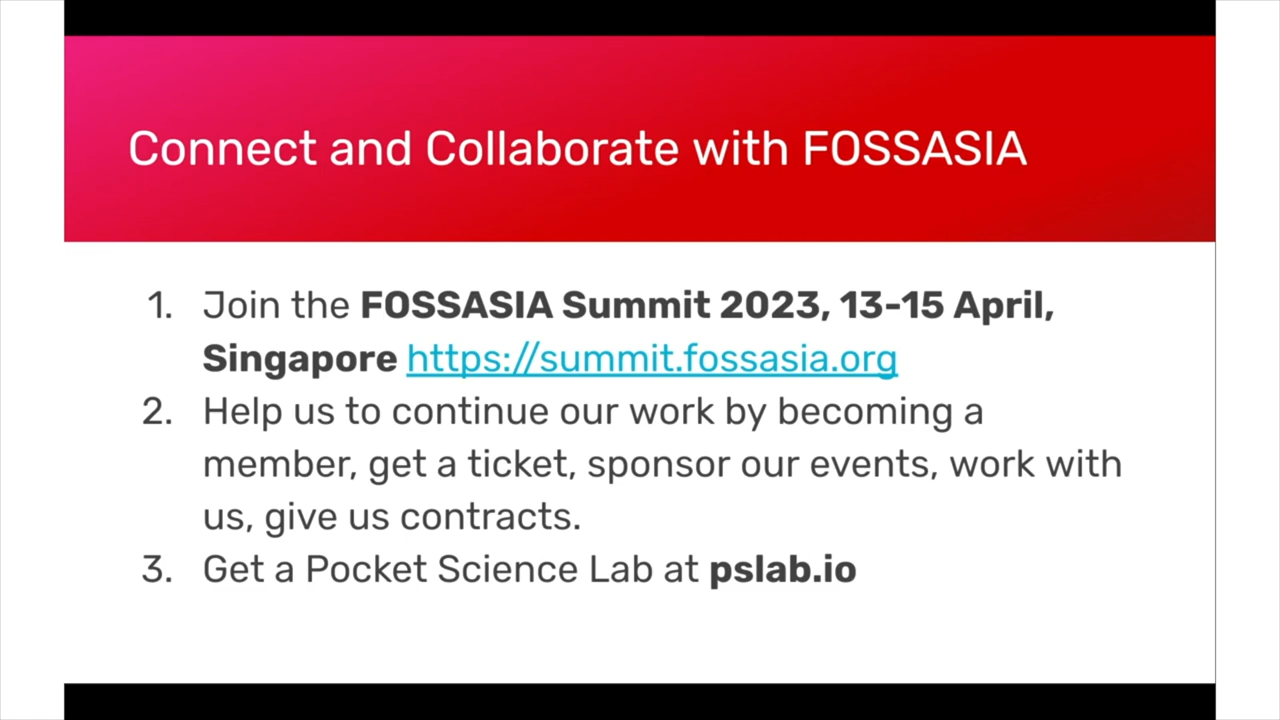 Connect and Collaborate with FOSSASIA
1. Join the FOSSASIA Summit 2023, 13-15 April,
Singapore https://summit.fossasia.org
2. Help us to continue our work by becoming a
member, get a ticket, sponsor our events, work with
us, give us contracts.
3. Get a Pocket Science Lab at pslab.io